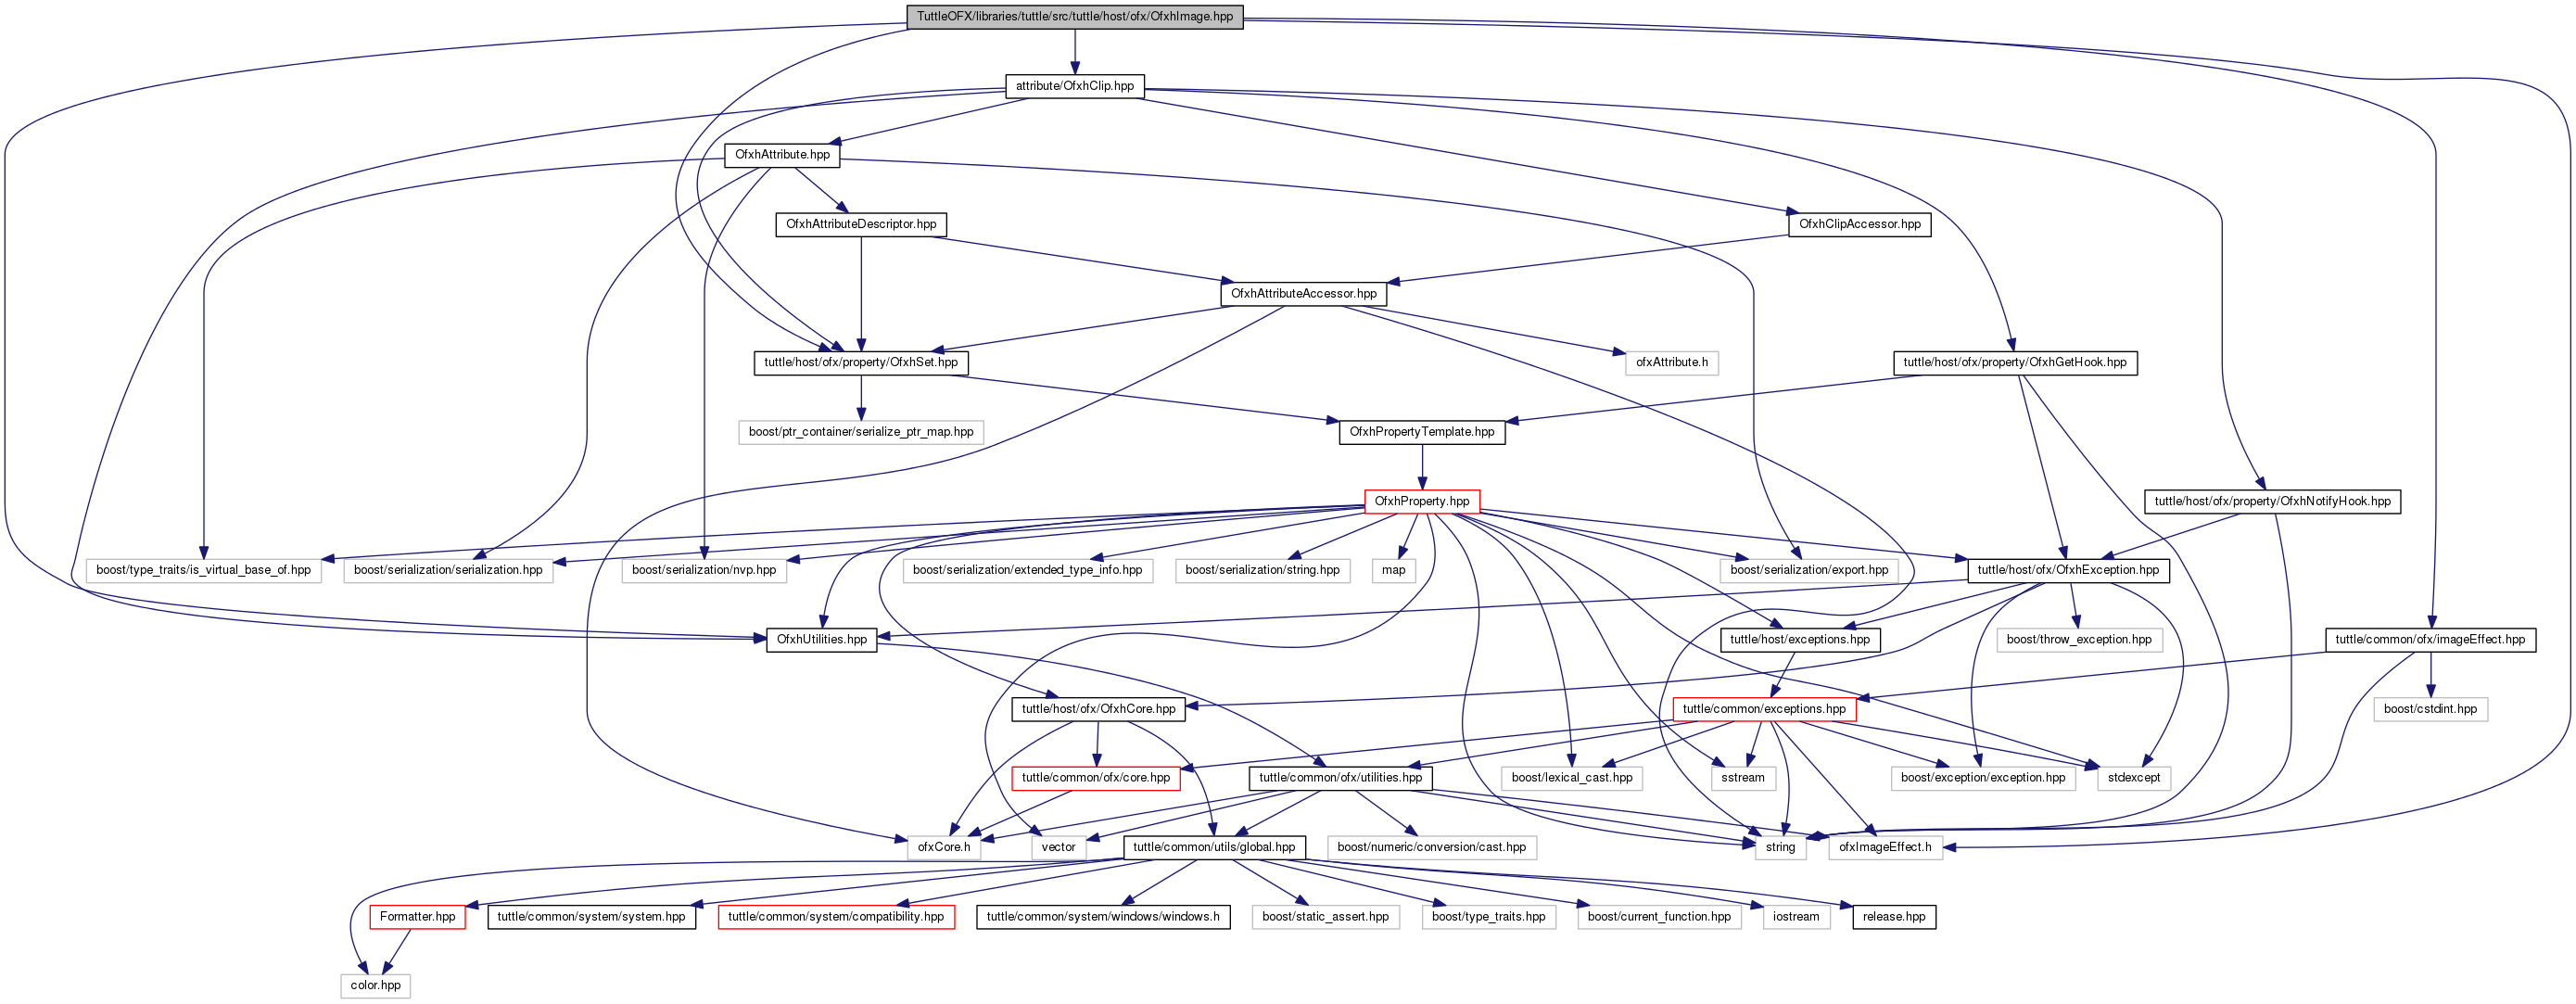 TuttleOFX/libraries/tuttle/src/tuttle/host/ofx/OfxhImage.hpp
attribute/OfxhClip.hpp
OfxhAttribute.hpp
OfxhAttributeDescriptor.hpp
OfxhClipAccessor.hpp
OfxhAttributeAccessor.hpp
tuttle/host/ofx/property/OfxhSet.hpp
ofxAttribute.h
tuttle/host/ofx/property/OfxhGetHook.hpp
boost/ptr_container/serialize_ptr_map.hpp
OfxhPropertyTemplate.hpp
OfxhProperty.hpp
tuttle/host/ofx/property/OfxhNotifyHook.hpp
boost/type_traits/is_virtual_base_of.hpp
boost/serialization/serialization.hpp
boost/serialization/nvp.hpp
boost/serialization/extended_type_info.hpp
boost/serialization/string.hpp
map
boost/serialization/export.hpp
tuttle/host/ofx/OfxhException.hpp
OfxhUtilities.hpp
tuttle/host/exceptions.hpp
boost/throw_exception.hpp
tuttle/common/ofx/imageEffect.hpp
tuttle/host/ofx/OfxhCore.hpp
tuttle/common/exceptions.hpp
boost/cstdint.hpp
tuttle/common/ofx/core.hpp
tuttle/common/ofx/utilities.hpp
boost/lexical_cast.hpp
sstream
boost/exception/exception.hpp
stdexcept
ofxCore.h
vector
tuttle/common/utils/global.hpp
boost/numeric/conversion/cast.hpp
string
ofxImageEffect.h
Formatter.hpp
tuttle/common/system/system.hpp
tuttle/common/system/compatibility.hpp
tuttle/common/system/windows/windows.h
boost/static_assert.hpp
boost/type_traits.hpp
boost/current_function.hpp
iostream
release.hpp
color.hpp